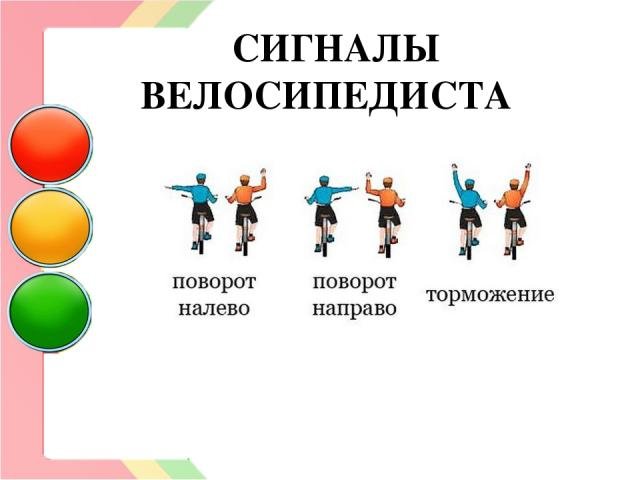 СИГНАЛЫ
ВЕЛОСИПЕДИСТА
поворот
налево
поворот
направо
торможение